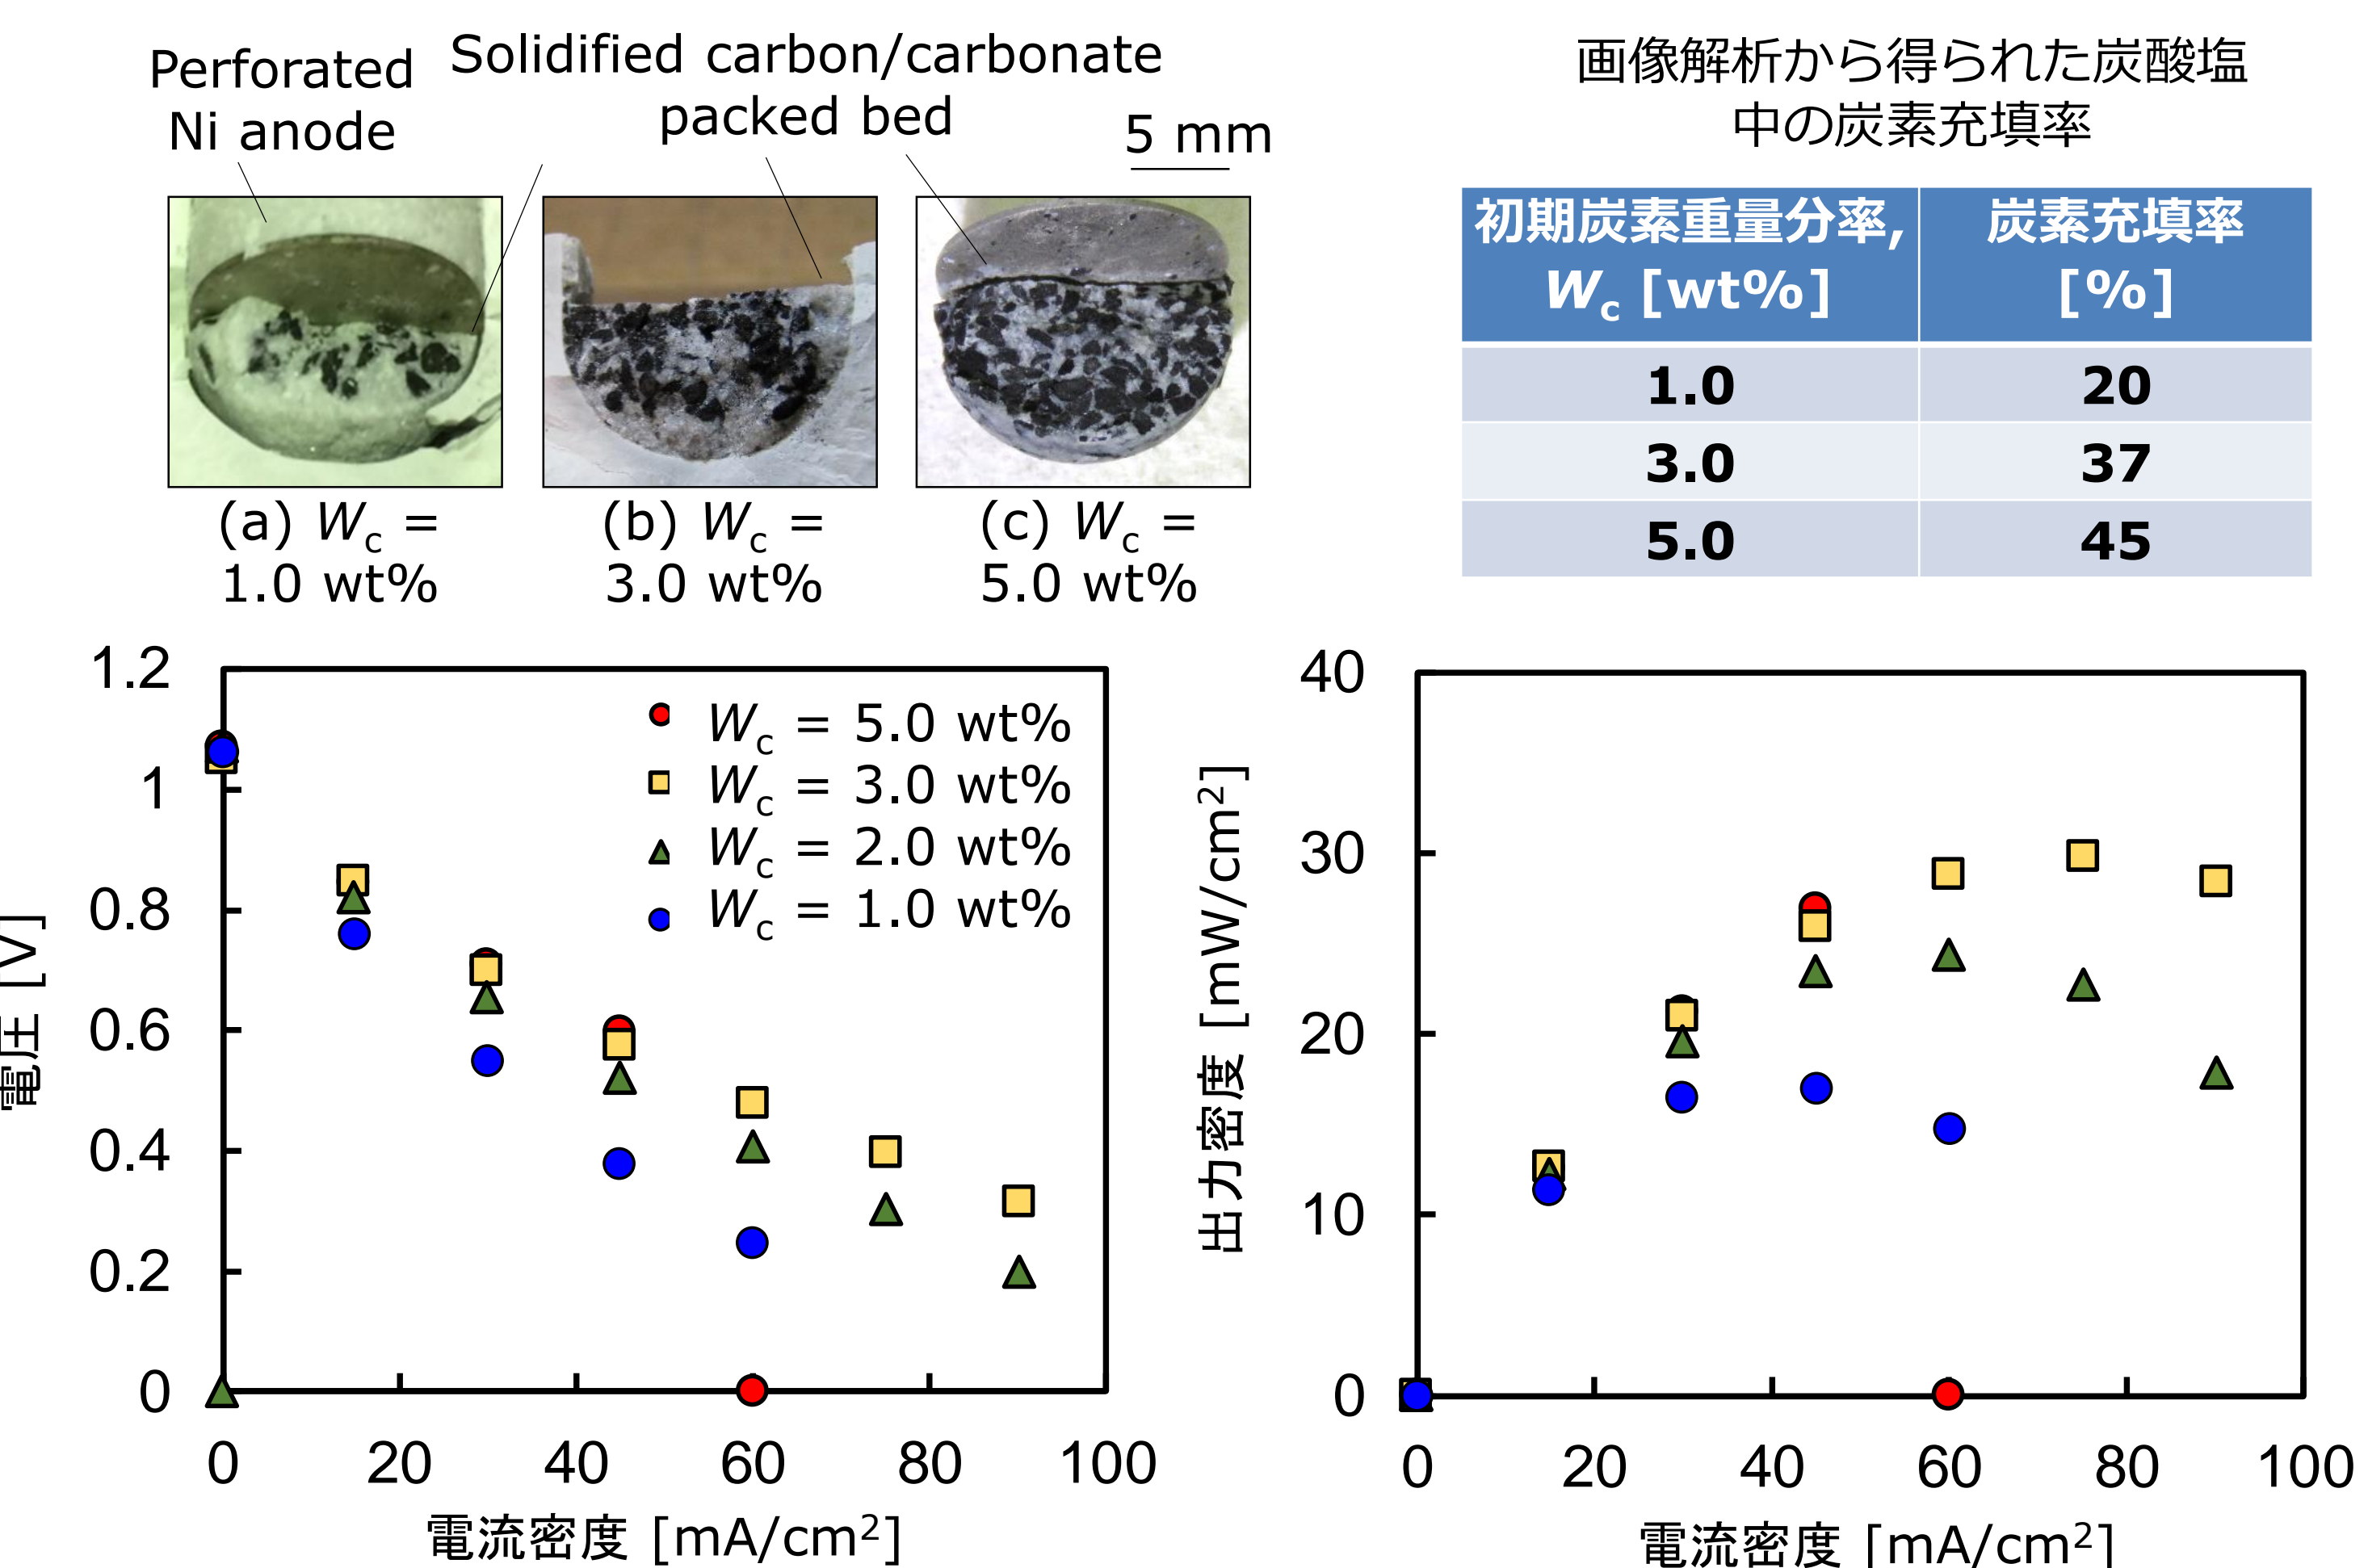 Perforated
Ni anode
Solidified carbon/carbonate
packed bed
5 mm
(a) Wc =
1.0 wt%
(b) Wc =
3.0 wt%
(c) Wc =
5.0 wt%
画像解析から得られた炭酸塩
中の炭素充填率
初期炭素重量分率,
Wc [wt%]
炭素充填率
[%]
1.0 20
3.0 37
5.0 45
1.2
1
0.8
0.6
0.4
0.2
0
電圧 [V]
Wc = 5.0 wt%
Wc = 3.0 wt%
Wc = 2.0 wt%
Wc = 1.0 wt%
0 20 40 60 80 100
電流密度 [mA/cm2]
40
30
20
10
0
出力密度 [mW/cm2]
0 20 40 60 80 100
電流密度 [mA/cm2]